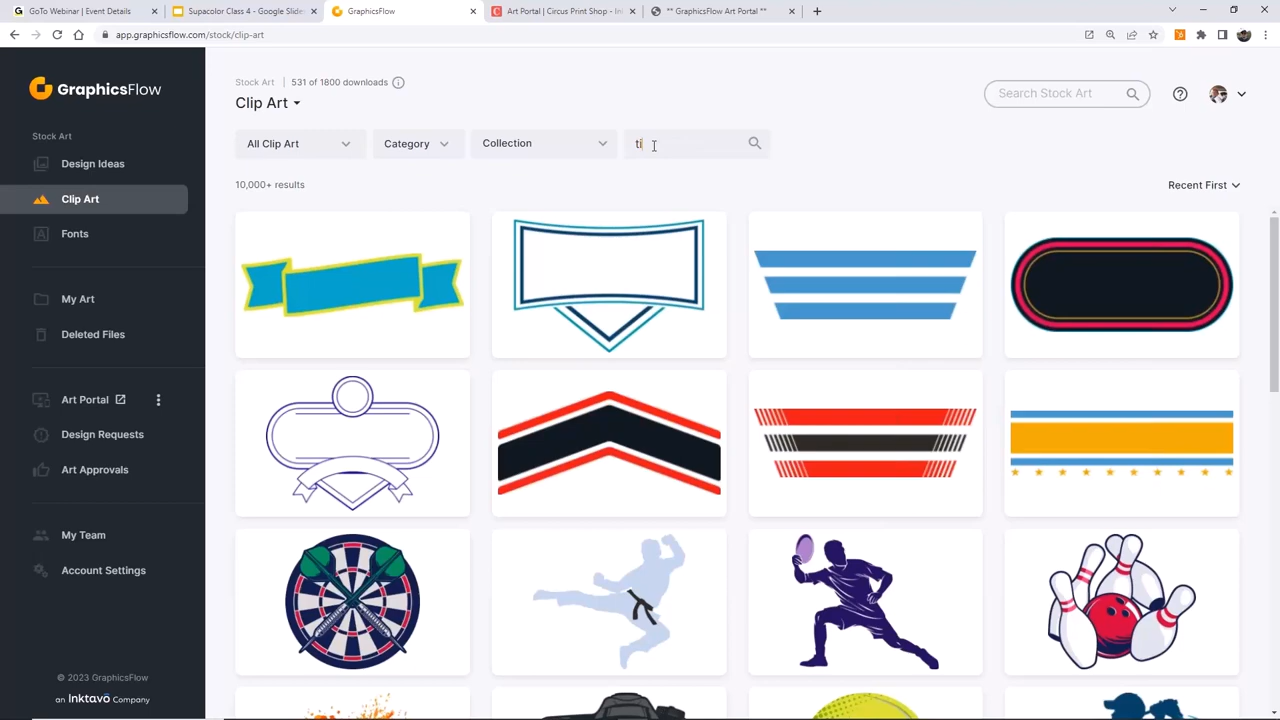 GoTo Webinar | Event Details
Supacolor Class 4 - Google Slide
GraphicsFlow
Art Portal | Circus Print Shop - In
** GraphicsFlow Art Portal **
app.graphicsflow.com/stock/clip-art
GraphicsFlow
Stock Art
Design Ideas
Clip Art
Fonts
My Art
Deleted Files
Art Portal
Design Requests
Art Approvals
My Team
Account Settings
© 2023 GraphicsFlow
an Inktavo Company
Stock Art | 531 of 1800 downloads
Clip Art
Search Stock Art
All Clip Art
Category
Collection
ti
10,000+ results
Recent First